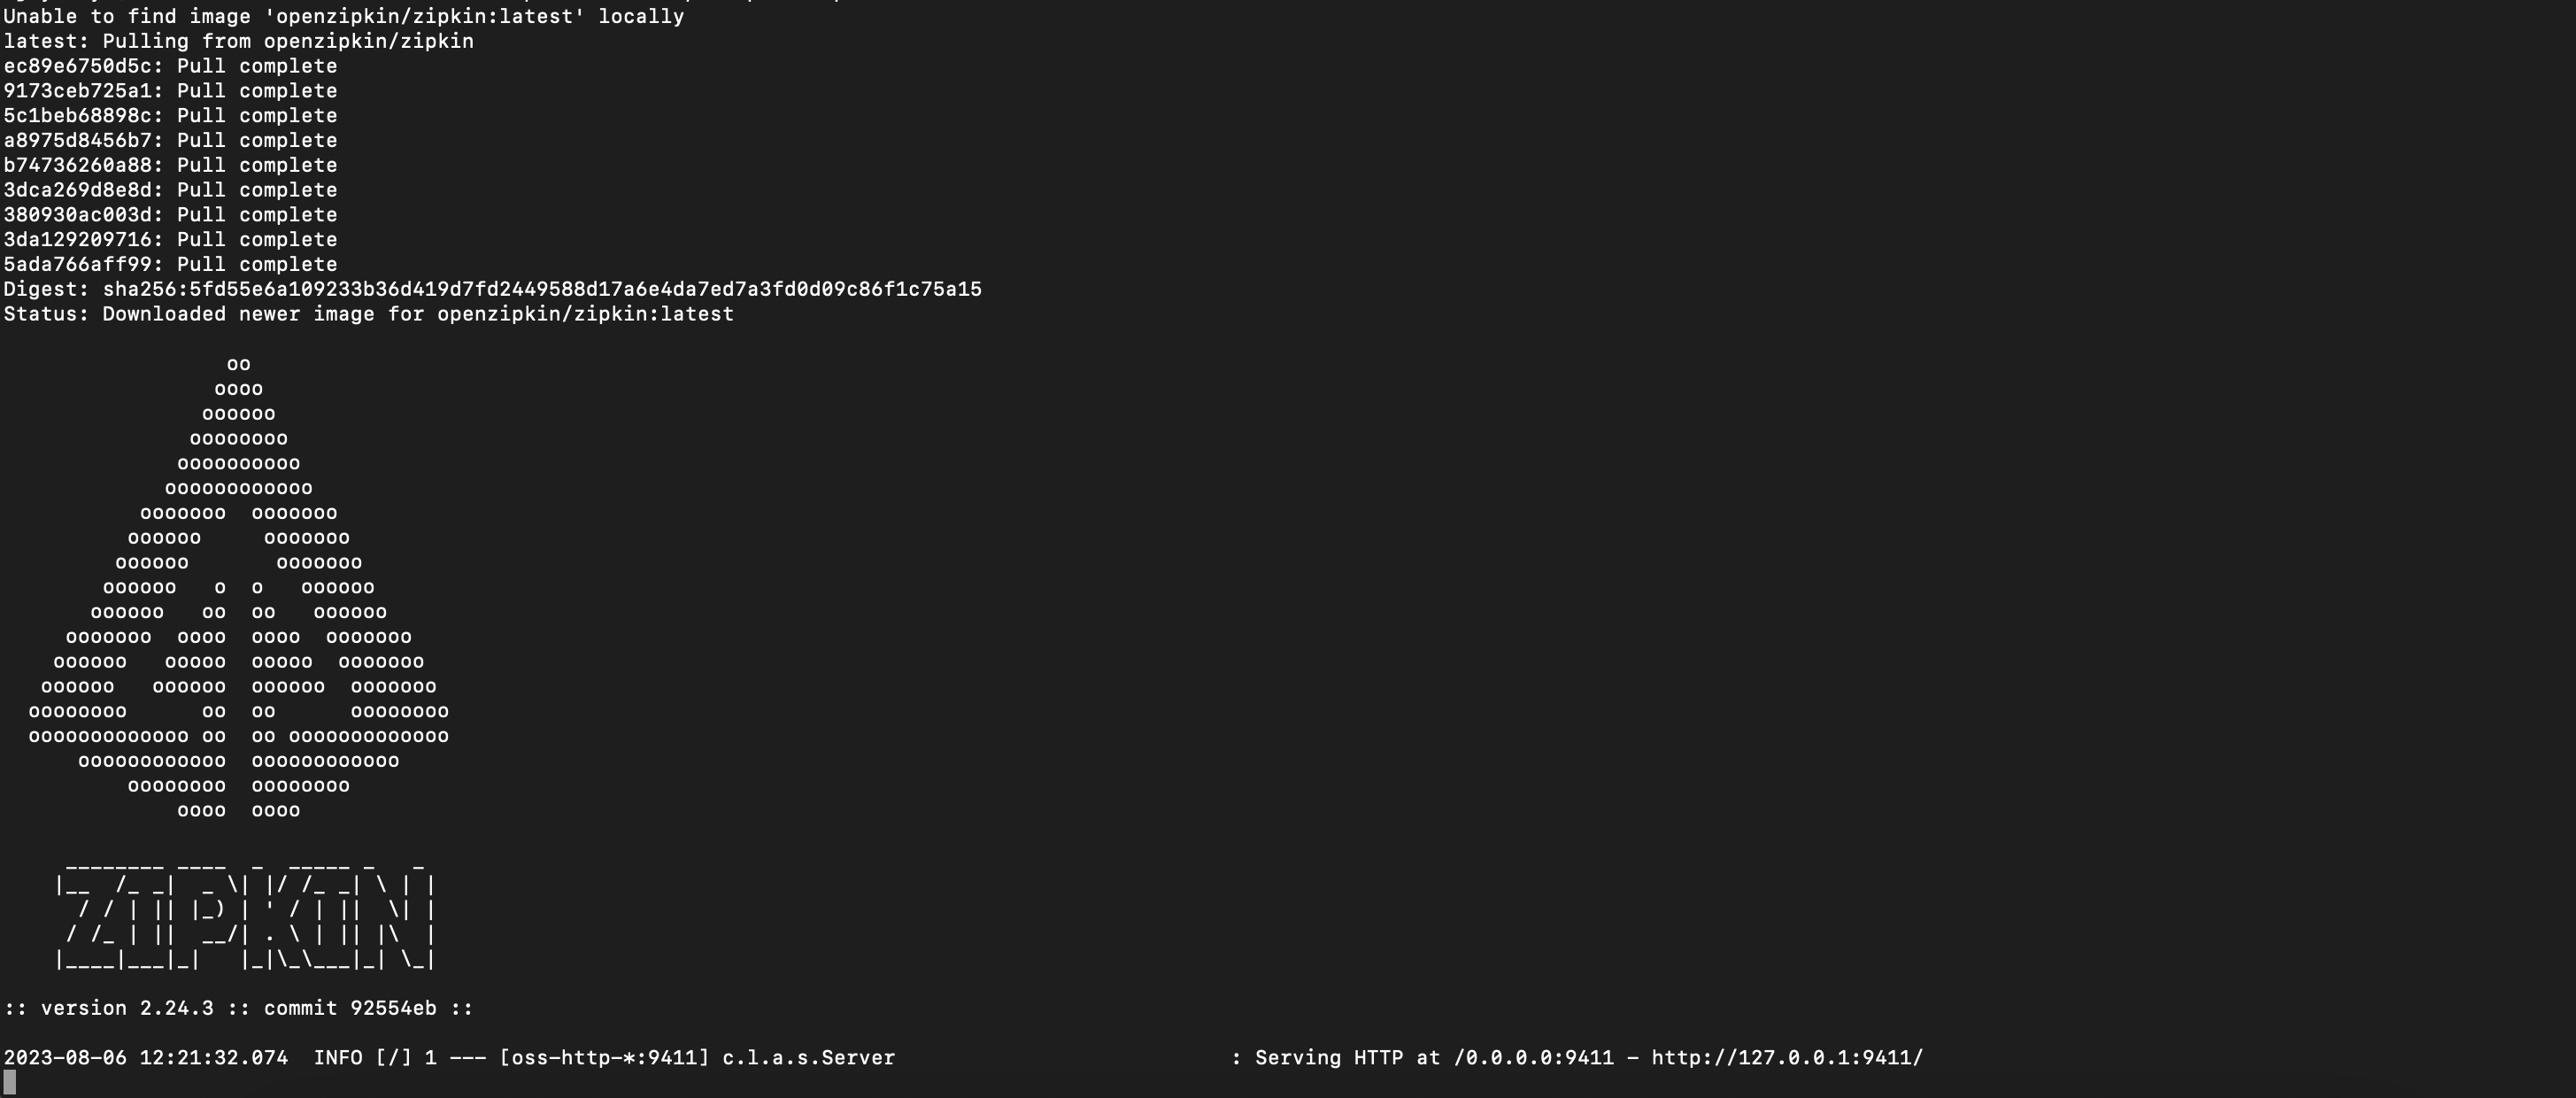 Unable to find image 'openzipkin/zipkin:latest' locally
latest: Pulling from openzipkin/zipkin
ec89e6750d5c: Pull complete
9173ceb725a1: Pull complete
5c1beb68898c: Pull complete
a8975d8456b7: Pull complete
b74736260a88: Pull complete
3dca269d8e8d: Pull complete
380930ac003d: Pull complete
3da129209716: Pull complete
5ada766aff99: Pull complete
Digest: sha256:5fd55e6a109233b36d419d7fd2449588d17a6e4da7ed7a3fd0d09c86f1c75a15
Status: Downloaded newer image for openzipkin/zipkin:latest

                  oo
                 oooo
                oooooo
               oooooooo
              oooooooooo
             oooooooooooo
           ooooooo  ooooooo
          oooooo     ooooooo
         oooooo       ooooooo
        oooooo   o  o   oooooo
       oooooo   oo  oo   oooooo
     ooooooo  oooo  oooo  ooooooo
    oooooo   ooooo  ooooo  ooooooo
   oooooo   oooooo  oooooo  ooooooo
  oooooooo      oo  oo      oooooooo
  ooooooooooooo oo  oo ooooooooooooo
      oooooooooooo  oooooooooooo
          oooooooo  oooooooo
              oooo  oooo

     ________ ____  _  _____ _   _
    |__  /_ _|  _ \| |/ /_ _| \ | |
      / / | || |_) | ' / | ||  \| |
     / /_ | ||  __/| . \ | || |\  |
    |____|___|_|   |_|\_\___|_| \_|

:: version 2.24.3 :: commit 92554eb ::

2023-08-06 12:21:32.074  INFO [/] 1 --- [oss-http-*:9411] c.l.a.s.Server                           : Serving HTTP at /0.0.0.0:9411 - http://127.0.0.1:9411/